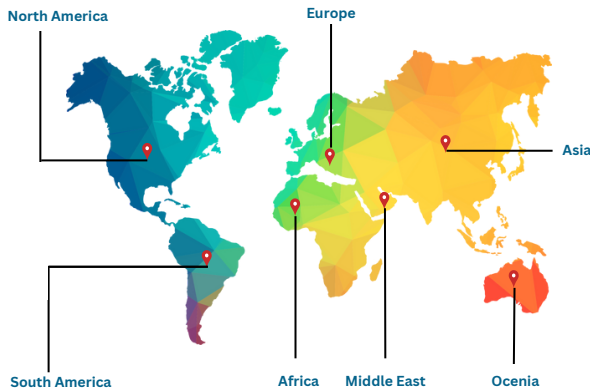 North America
Europe
Asia
South America
Africa
Middle East
Ocenia